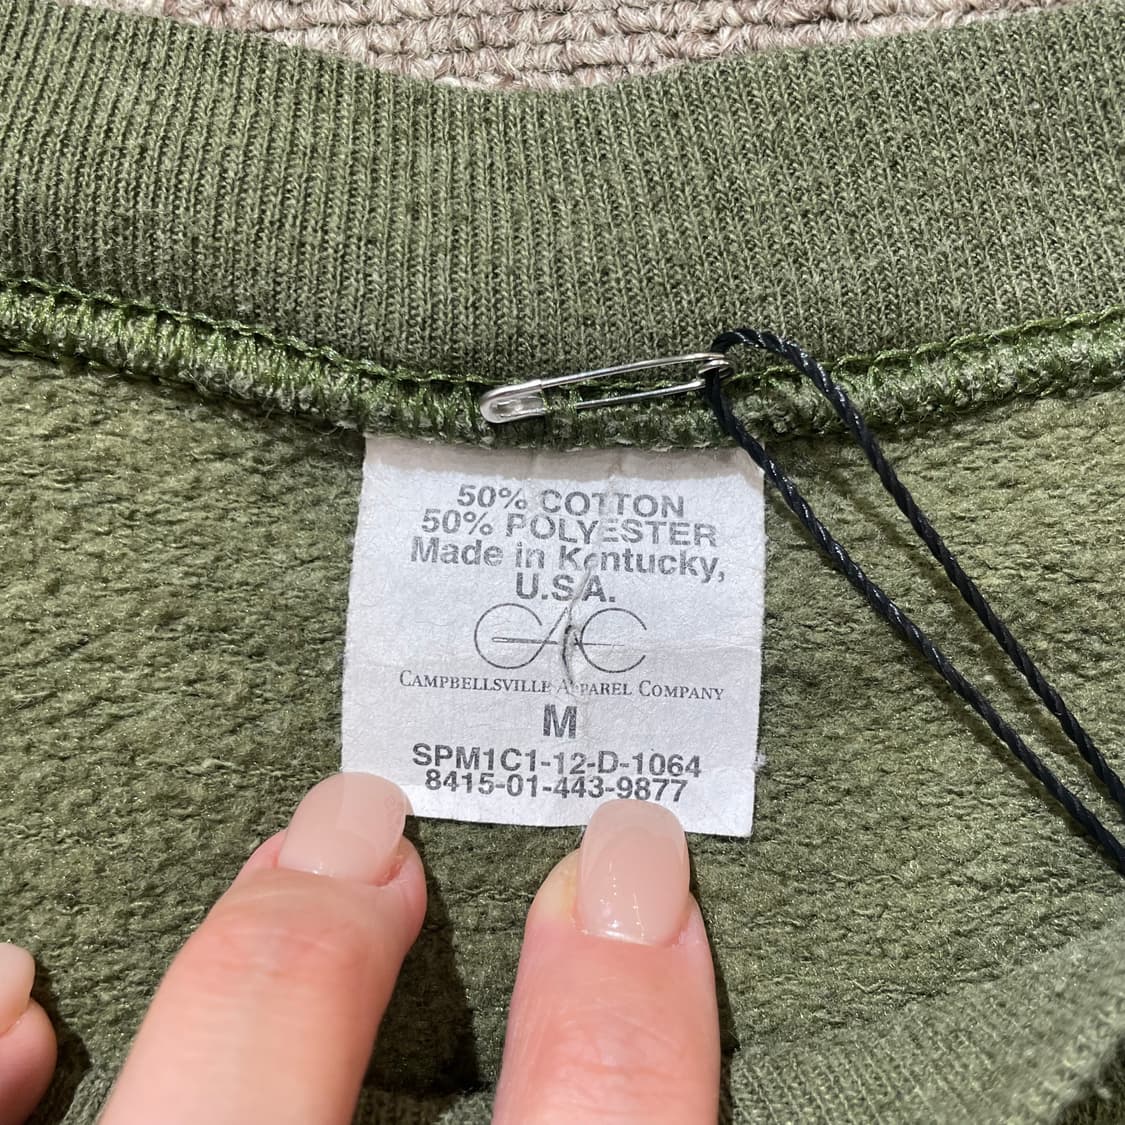 50% COTTON
50% POLYESTER
Made in Kentucky,
U.S.A.
CAC
CAMPBELLSVILLE APPAREL COMPANY
M
SPM1C1-12-D-1064
8415-01-443-9877